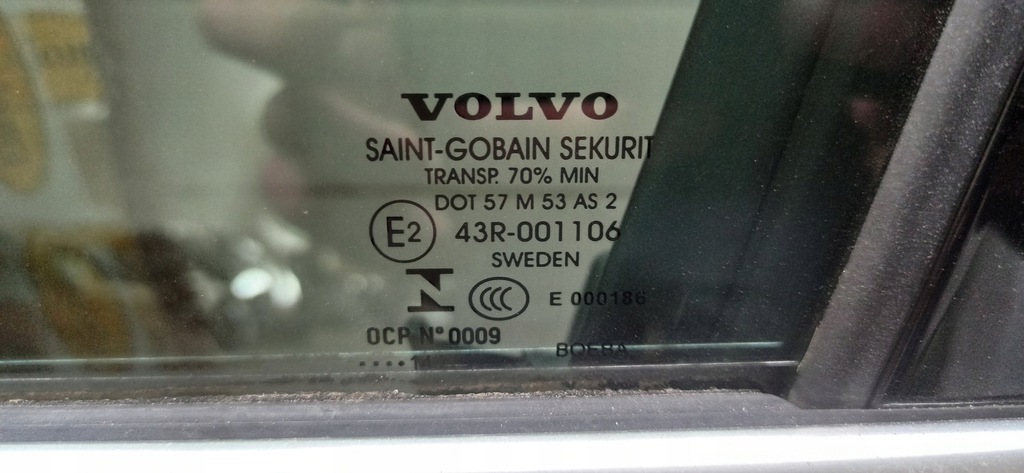 VOLVO
SAINT-GOBAIN SEKURIT
TRANSP. 70% MIN
DOT 57 M 53 AS 2
E2 43R-001106
SWEDEN
CCC E 000186
OCP N° 0009